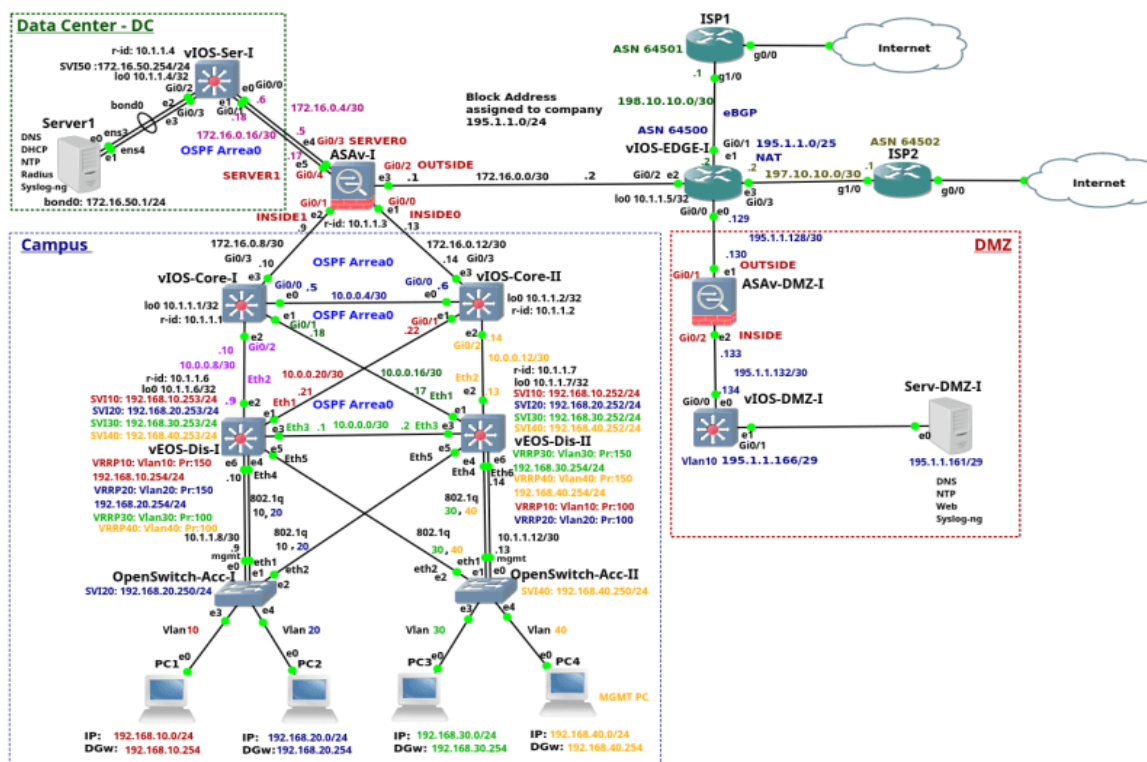 Data Center - DC
r-id: 10.1.1.4
vIOS-Ser-I
SVI50 :172.16.50.254/24
lo0 10.1.1.4/32
Gi0/2
e0
Gi0/0
e2
e3
Gi0/3
e1
Gi0/1
.6
.18
bond0
Server1
DNS
DHCP
NTP
Radius
Syslog-ng
e0
ens3
e1
ens4
bond0: 172.16.50.1/24
172.16.0.4/30
172.16.0.16/30
OSPF Arrea0
.5
e4
Gi0/3 SERVER0
.17
e5
Gi0/4
SERVER1
ASAv-I
Gi0/2 OUTSIDE
e3
.1
172.16.0.0/30
.2
e2
Gi0/2
Gi0/1
INSIDE1
e2
.9
r-id: 10.1.1.3
Gi0/0
e1
INSIDE0
.13
Block Address
assigned to company
195.1.1.0/24
ISP1
ASN 64501
g0/0
Internet
.1
g1/0
198.10.10.0/30
eBGP
ASN 64500
vIOS-EDGE-I
Gi0/1
e1
.2
195.1.1.0/25
NAT
.2
197.10.10.0/30
e3
Gi0/3
lo0 10.1.1.5/32
Gi0/0
e0
.129
ASN 64502
ISP2
.1
g1/0
g0/0
Internet
195.1.1.128/30
DMZ
.130
e1
OUTSIDE
Gi0/1
ASAv-DMZ-I
Gi0/2
e2
INSIDE
.133
195.1.1.132/30
134
Gi0/0
e0
vIOS-DMZ-I
e1
Gi0/1
Vlan10
195.1.1.166/29
Serv-DMZ-I
e0
195.1.1.161/29
DNS
NTP
Web
Syslog-ng
Campus
172.16.0.8/30
172.16.0.12/30
Gi0/3
.10
e3
OSPF Arrea0
.14
Gi0/3
e3
vIOS-Core-I
vIOS-Core-II
Gi0/0
.5
e0
10.0.0.4/30
Gi0/0
.6
e0
lo0 10.1.1.1/32
r-id: 10.1.1.1
lo0 10.1.1.2/32
r-id: 10.1.1.2
OSPF Arrea0
e1
Gi0/1
.18
Gi0/1
e1
.22
e2
Gi0/2
.10
e2
Gi0/2
.14
10.0.0.8/30
10.0.0.12/30
10.0.0.20/30
10.0.0.16/30
r-id: 10.1.1.6
lo0 10.1.1.6/32
SVI10: 192.168.10.253/24
SVI20: 192.168.20.253/24
SVI30: 192.168.30.253/24
SVI40: 192.168.40.253/24
Eth2
e2
.9
.21
Eth1
e1
OSPF Arrea0
.17
Eth1
e1
Eth2
e2
13
r-id: 10.1.1.7
lo0 10.1.1.7/32
SVI10: 192.168.10.252/24
SVI20: 192.168.20.252/24
SVI30: 192.168.30.252/24
SVI40: 192.168.40.252/24
e3
Eth3
.1
10.0.0.0/30
.2
Eth3
e3
vEOS-Dis-I
vEOS-Dis-II
e5
Eth5
e6
e4
.10
Eth4
Eth5
e5
e4
Eth4
e6
Eth6
.14
VRRP10: Vlan10: Pr:150
192.168.10.254/24
VRRP20: Vlan20: Pr:150
192.168.20.254/24
VRRP30: Vlan30: Pr:100
VRRP40: Vlan40: Pr:100
VRRP30: Vlan30: Pr:150
192.168.30.254/24
VRRP40: Vlan40: Pr:150
192.168.40.254/24
VRRP10: Vlan10: Pr:100
VRRP20: Vlan20: Pr:100
802.1q
10, 20
802.1q
10 , 20
802.1q
30, 40
802.1q
30, 40
10.1.1.8/30
.9
mgmt
e0
eth1
e1
eth2
e2
10.1.1.12/30
.13
mgmt
e0
eth1
e1
eth2
e2
OpenSwitch-Acc-I
SVI20: 192.168.20.250/24
OpenSwitch-Acc-II
SVI40: 192.168.40.250/24
e3
e4
e3
e4
Vlan 10
Vlan 20
Vlan 30
Vlan 40
e0
e0
e0
e0
PC1
PC2
PC3
PC4
MGMT PC
IP: 192.168.10.0/24
DGw: 192.168.10.254
IP: 192.168.20.0/24
DGw:192.168.20.254
IP: 192.168.30.0/24
DGw: 192.168.30.254
IP: 192.168.40.0/24
DGw: 192.168.40.254